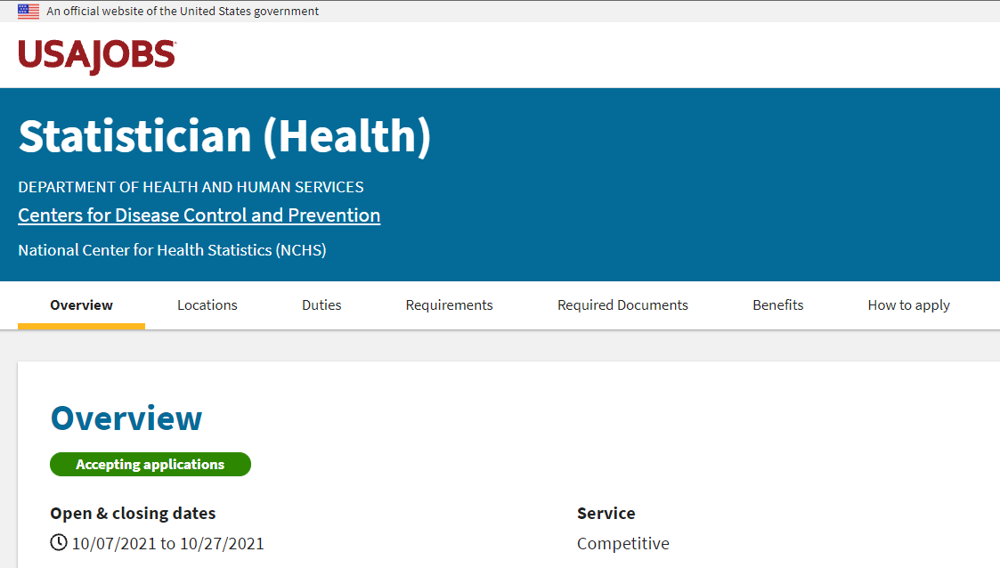 An official website of the United States government
USAJOBS
Statistician (Health)
DEPARTMENT OF HEALTH AND HUMAN SERVICES
Centers for Disease Control and Prevention
National Center for Health Statistics (NCHS)
Overview Locations Duties Requirements Required Documents Benefits How to apply
Overview
Accepting applications
Open & closing dates Service
10/07/2021 to 10/27/2021 Competitive